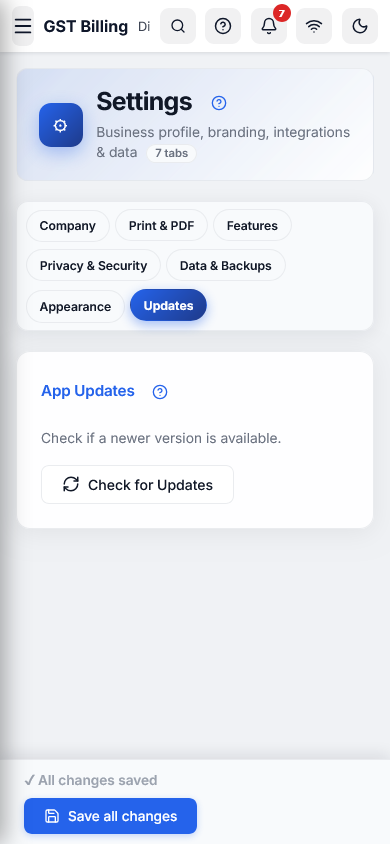 GST Billing Di
7
Settings
Business profile, branding, integrations
& data 7 tabs
Company Print & PDF Features
Privacy & Security Data & Backups
Appearance Updates
App Updates
Check if a newer version is available.
Check for Updates
✓ All changes saved
Save all changes